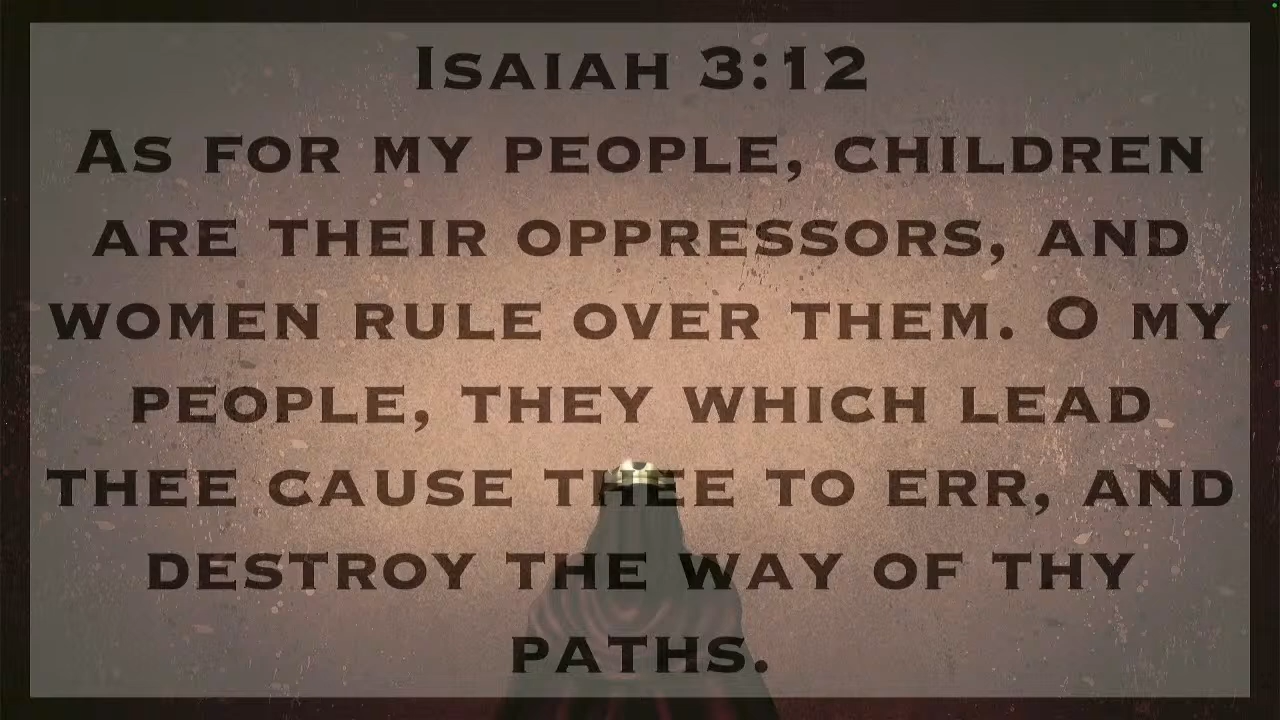 Isaiah 3:12
As for my people, children
are their oppressors, and
women rule over them. O my
people, they which lead
thee cause thee to err, and
destroy the way of thy
paths.